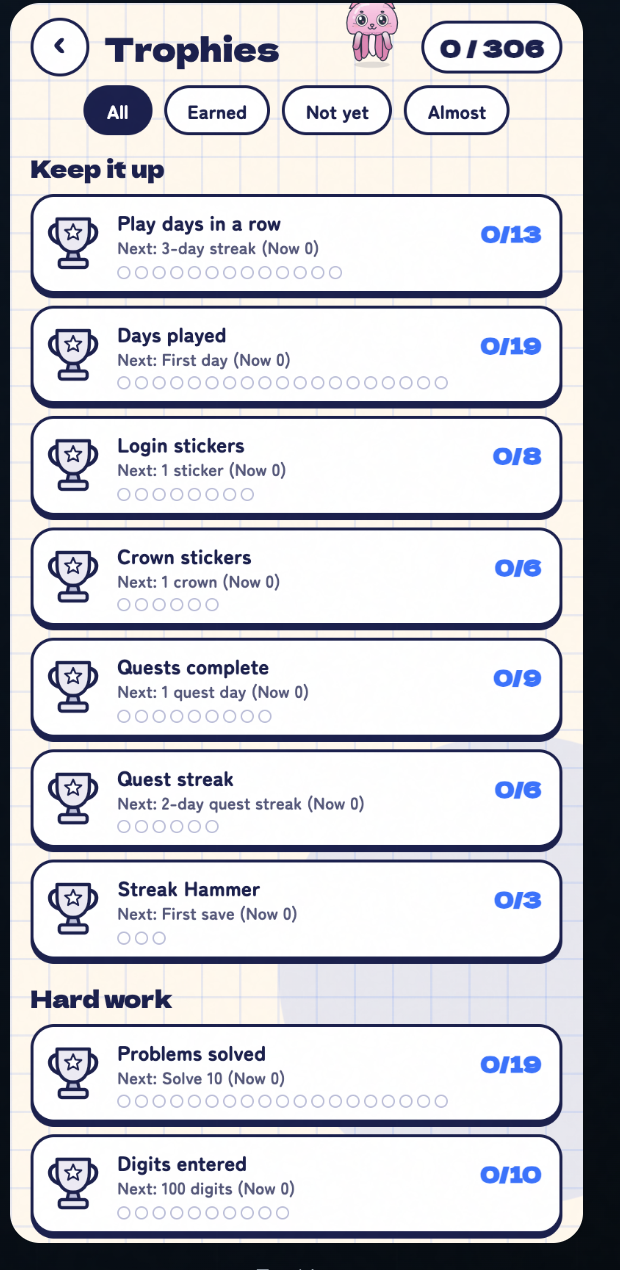 Trophies
0 / 306
All
Earned
Not yet
Almost
Keep it up
Play days in a row
0/13
Next: 3-day streak (Now 0)
Days played
0/19
Next: First day (Now 0)
Login stickers
0/8
Next: 1 sticker (Now 0)
Crown stickers
0/6
Next: 1 crown (Now 0)
Quests complete
0/9
Next: 1 quest day (Now 0)
Quest streak
0/6
Next: 2-day quest streak (Now 0)
Streak Hammer
0/3
Next: First save (Now 0)
Hard work
Problems solved
0/19
Next: Solve 10 (Now 0)
Digits entered
0/10
Next: 100 digits (Now 0)